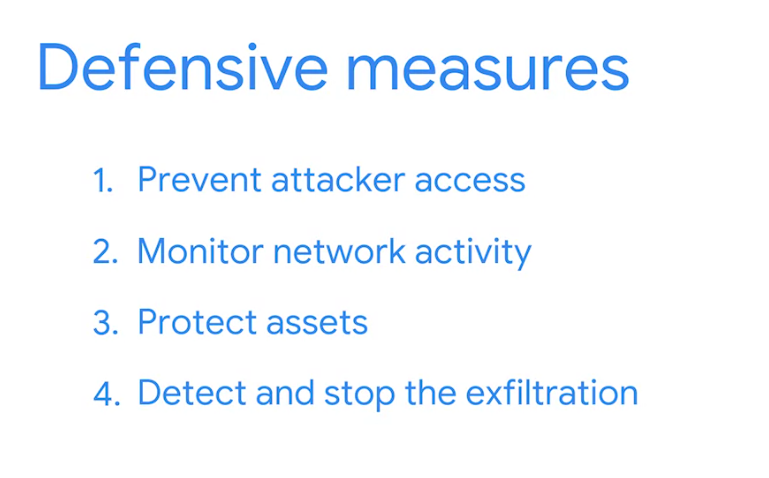 Defensive measures
1. Prevent attacker access
2. Monitor network activity
3. Protect assets
4. Detect and stop the exfiltration